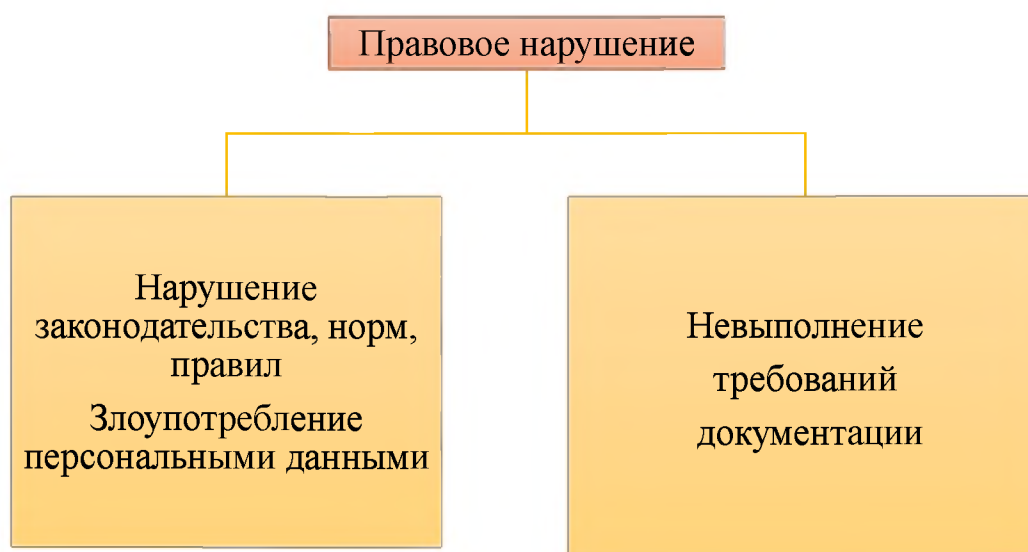 Правовое нарушение
Нарушение
законодательства, норм,
правил
Злоупотребление
персональными данными
Невыполнение
требований
документации